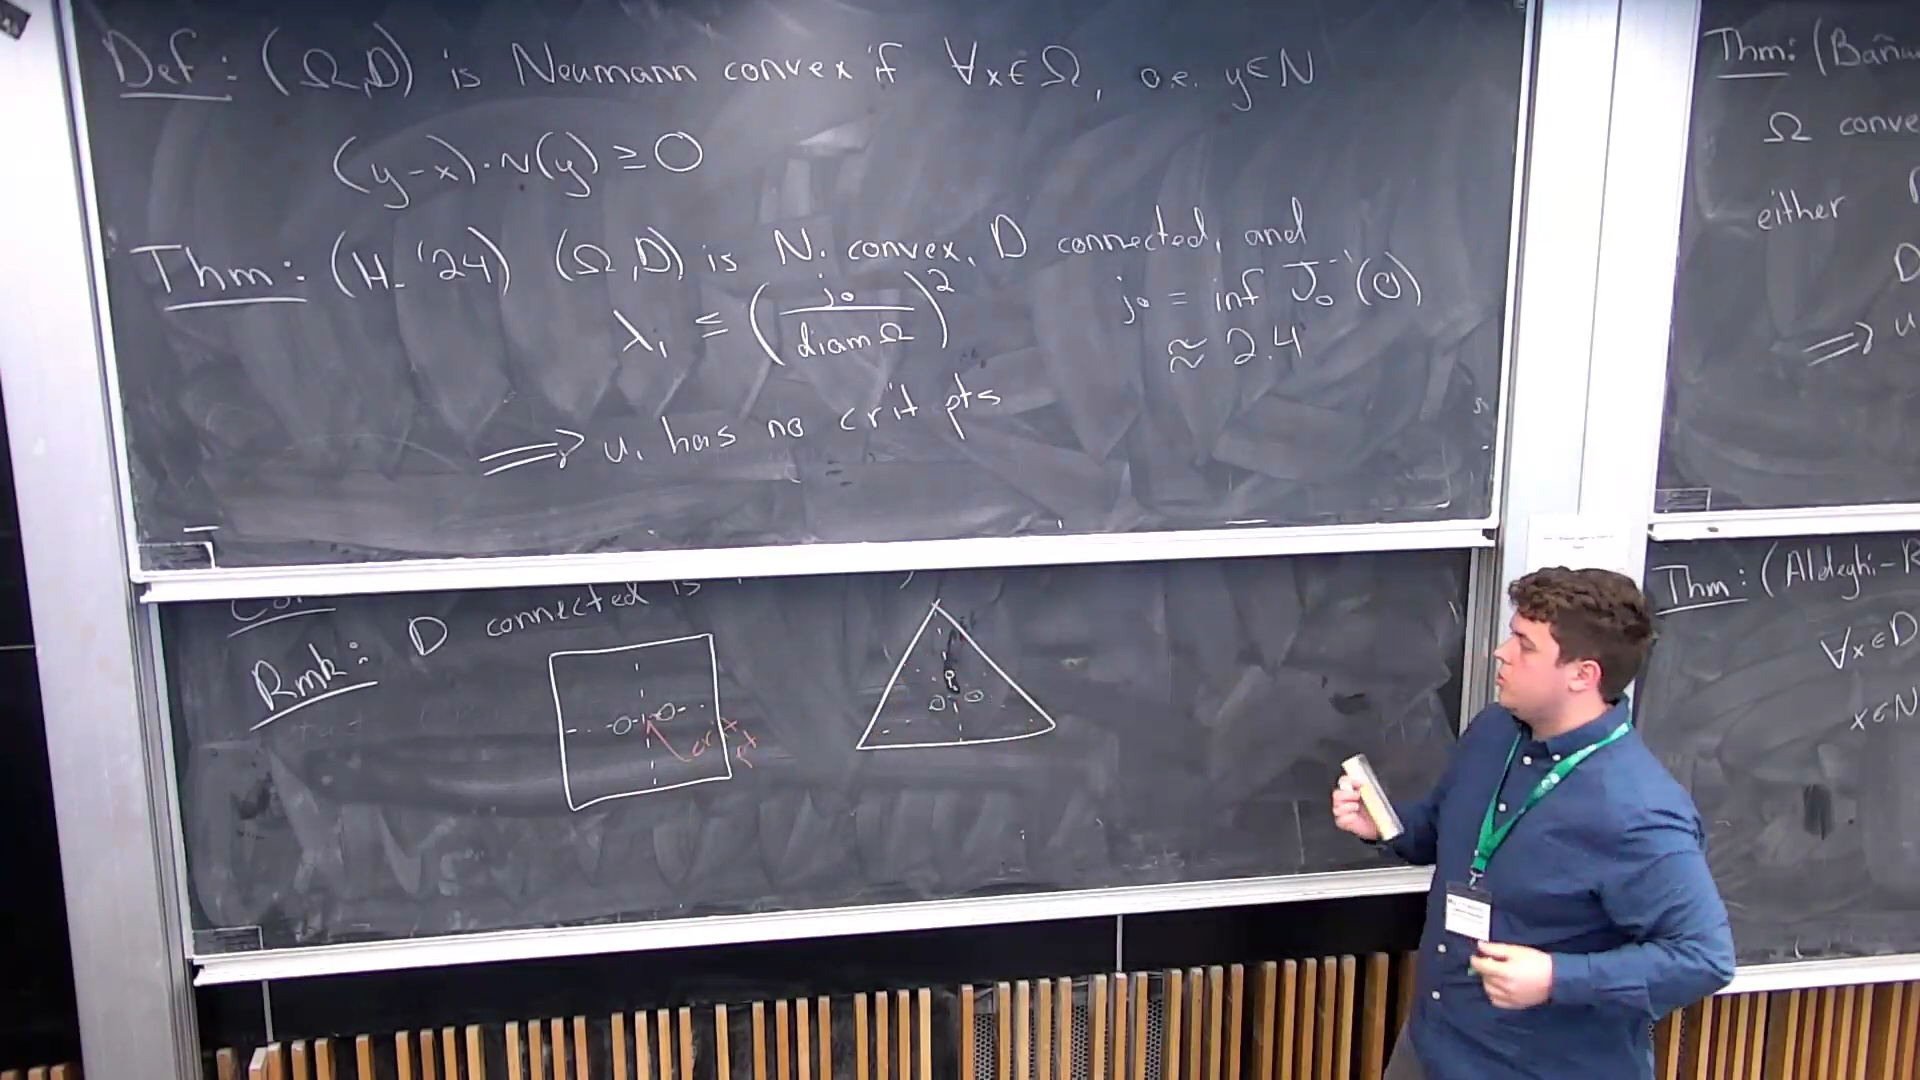 Def: (Ω,D) is Neumann convex if ∀x∈Ω, a.e. y∈N
(y-x)·ν(y) ≥ 0
Thm: (H- '24) (Ω,D) is N. convex, D connected, and
λ₁ ≤ (j₀/diam Ω)² j₀ = inf J₀⁻¹(0)
≈ 2.4
⟹ u₁ has no crit pts
Rmk: D connected is
crit
pt
Thm: (Bañu
Ω conve
either
D
⟹ u
Thm: (Aldeghi-R
∀x∈D
x∈N